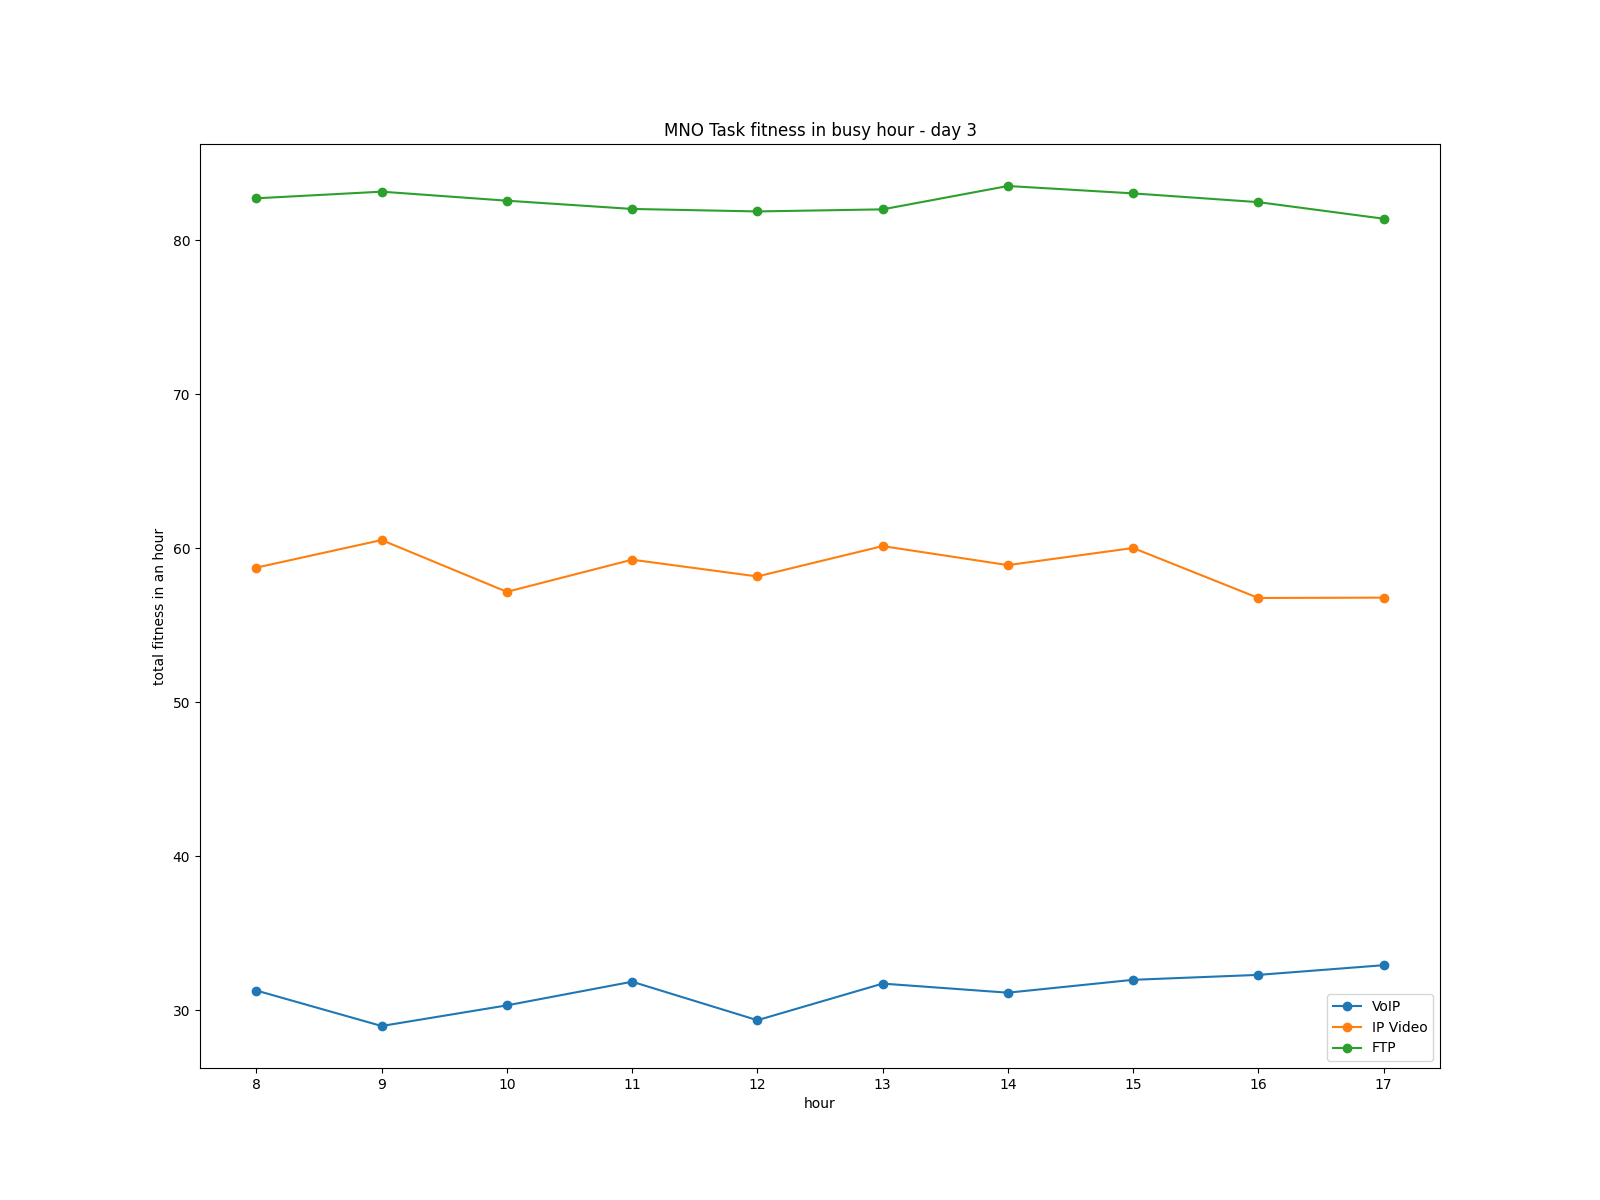 MNO Task fitness in busy hour - day 3
80
70
60
50
40
30
total fitness in an hour
8 9 10 11 12 13 14 15 16 17
hour
VoIP
IP Video
FTP